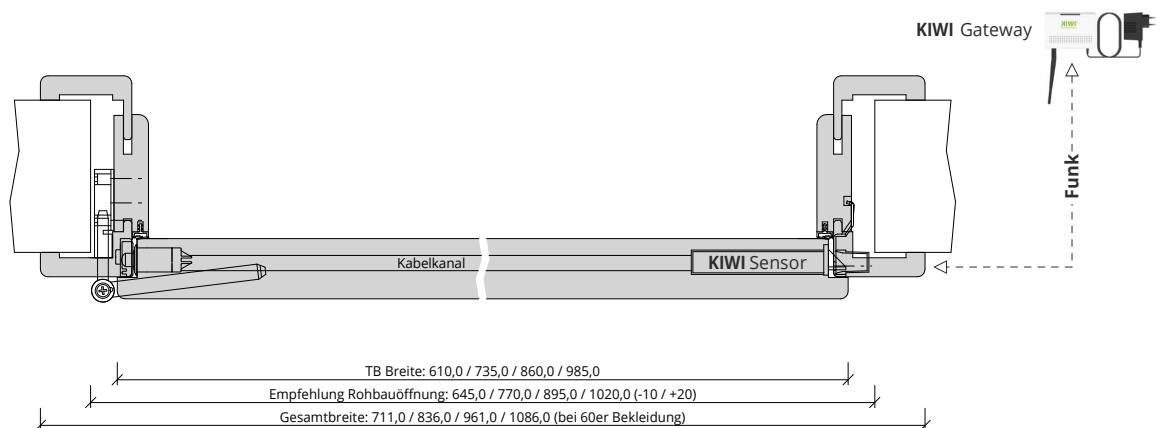 KIWI Gateway
KIWI
Funk
Kabelkanal
KIWI Sensor
TB Breite: 610,0 / 735,0 / 860,0 / 985,0
Empfehlung Rohbauöffnung: 645,0 / 770,0 / 895,0 / 1020,0 (-10 / +20)
Gesamtbreite: 711,0 / 836,0 / 961,0 / 1086,0 (bei 60er Bekleidung)